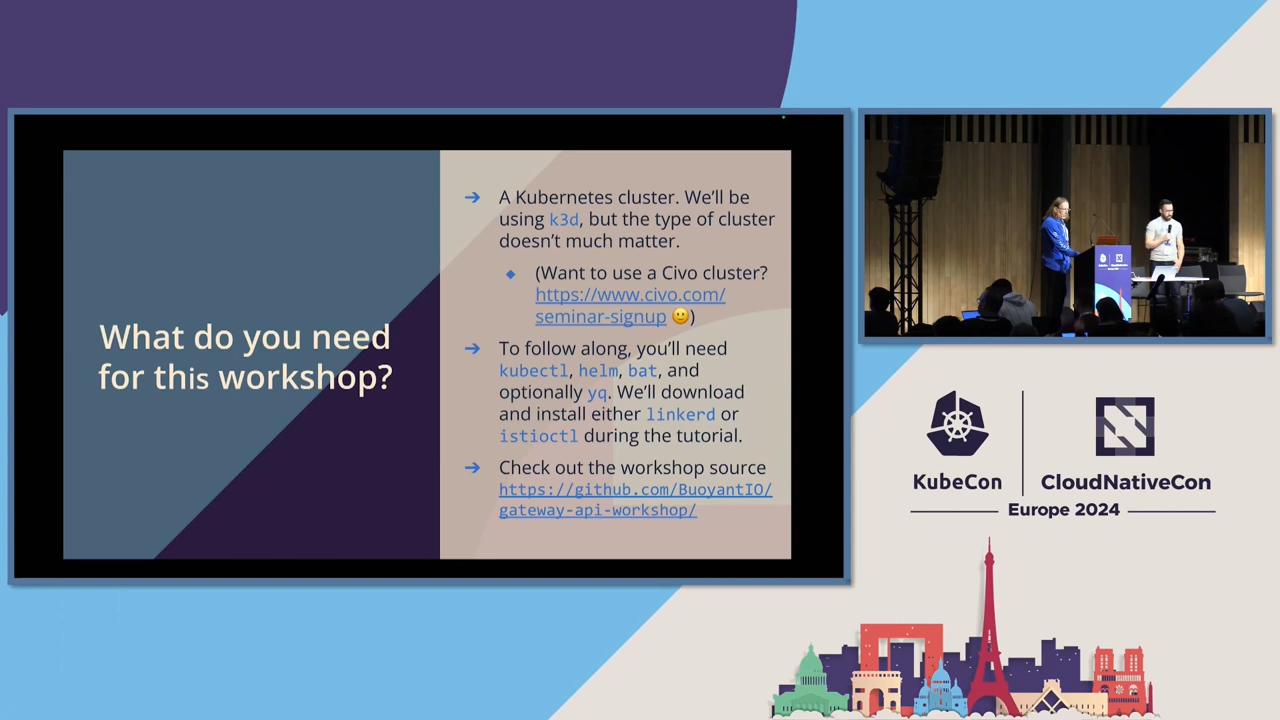 What do you need
for this workshop?
➔ A Kubernetes cluster. We'll be
using k3d, but the type of cluster
doesn't much matter.
◆ (Want to use a Civo cluster?
https://www.civo.com/
seminar-signup 🙂)
➔ To follow along, you'll need
kubectl, helm, bat, and
optionally yq. We'll download
and install either linkerd or
istioctl during the tutorial.
➔ Check out the workshop source
https://github.com/BuoyantIO/
gateway-api-workshop/
KubeCon
CloudNativeCon
Europe 2024